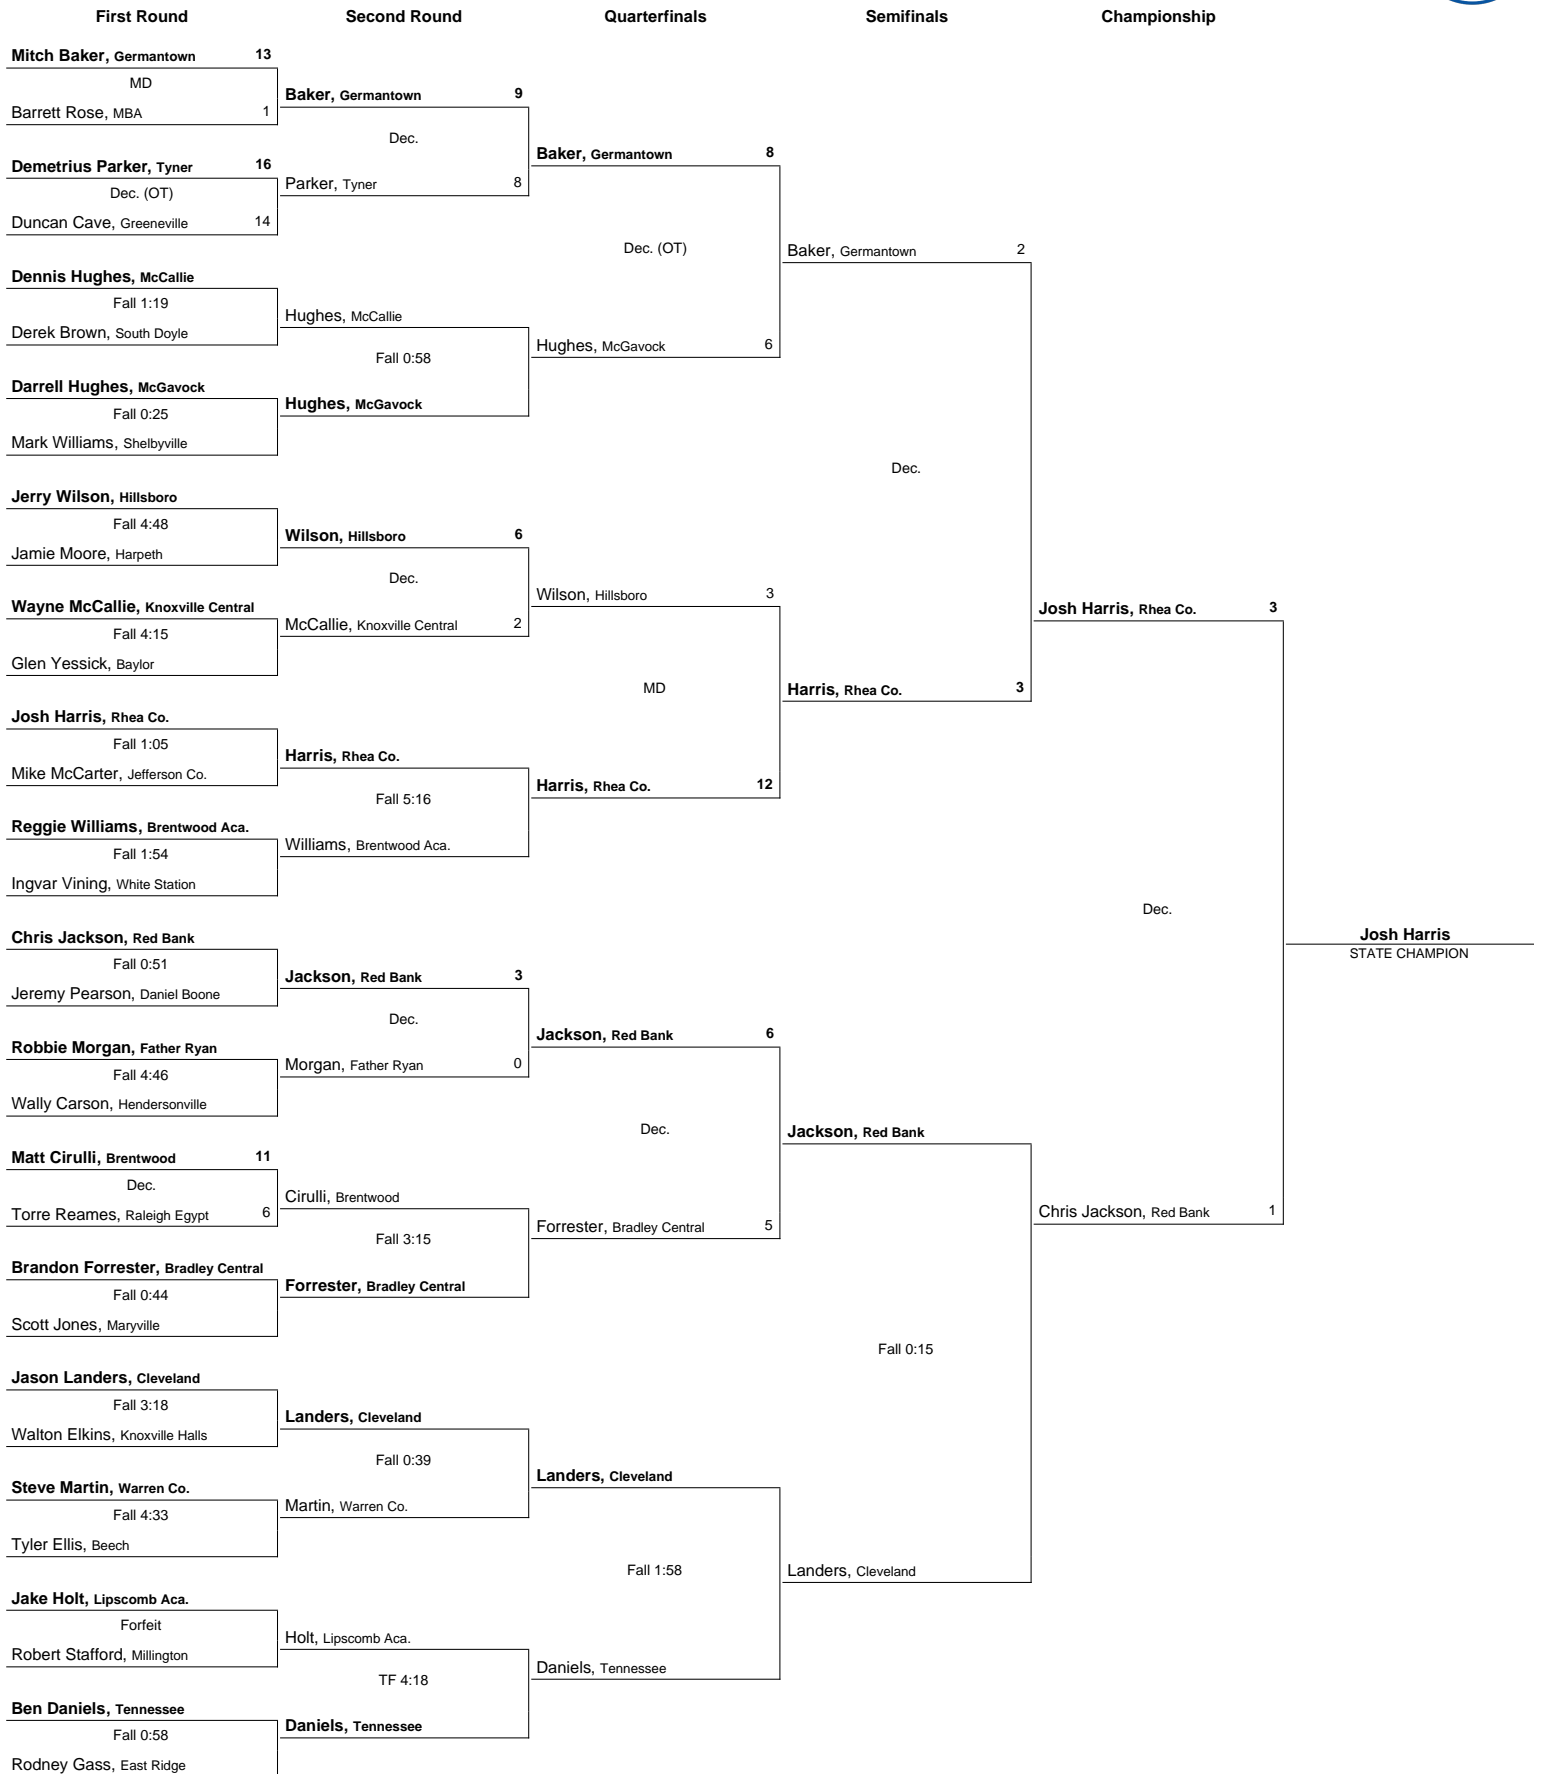 First Round Second Round Quarterfinals Semifinals Championship
Mitch Baker, Germantown 13
MD
Barrett Rose, MBA 1
Demetrius Parker, Tyner 16
Dec. (OT)
Duncan Cave, Greeneville 14
Dennis Hughes, McCallie
Fall 1:19
Derek Brown, South Doyle
Darrell Hughes, McGavock
Fall 0:25
Mark Williams, Shelbyville
Jerry Wilson, Hillsboro
Fall 4:48
Jamie Moore, Harpeth
Wayne McCallie, Knoxville Central
Fall 4:15
Glen Yessick, Baylor
Josh Harris, Rhea Co.
Fall 1:05
Mike McCarter, Jefferson Co.
Reggie Williams, Brentwood Aca.
Fall 1:54
Ingvar Vining, White Station
Chris Jackson, Red Bank
Fall 0:51
Jeremy Pearson, Daniel Boone
Robbie Morgan, Father Ryan
Fall 4:46
Wally Carson, Hendersonville
Matt Cirulli, Brentwood 11
Dec.
Torre Reames, Raleigh Egypt 6
Brandon Forrester, Bradley Central
Fall 0:44
Scott Jones, Maryville
Jason Landers, Cleveland
Fall 3:18
Walton Elkins, Knoxville Halls
Steve Martin, Warren Co.
Fall 4:33
Tyler Ellis, Beech
Jake Holt, Lipscomb Aca.
Forfeit
Robert Stafford, Millington
Ben Daniels, Tennessee
Fall 0:58
Rodney Gass, East Ridge
Baker, Germantown 9
Dec.
Parker, Tyner 8
Hughes, McCallie
Fall 0:58
Hughes, McGavock
Wilson, Hillsboro 6
Dec.
McCallie, Knoxville Central 2
Harris, Rhea Co.
Fall 5:16
Williams, Brentwood Aca.
Jackson, Red Bank 3
Dec.
Morgan, Father Ryan 0
Cirulli, Brentwood
Fall 3:15
Forrester, Bradley Central
Landers, Cleveland
Fall 0:39
Martin, Warren Co.
Holt, Lipscomb Aca.
TF 4:18
Daniels, Tennessee
Baker, Germantown 8
Dec. (OT)
Hughes, McGavock 6
Wilson, Hillsboro 3
MD
Harris, Rhea Co. 12
Jackson, Red Bank 6
Dec.
Forrester, Bradley Central 5
Landers, Cleveland
Fall 1:58
Daniels, Tennessee
Baker, Germantown 2
Dec.
Harris, Rhea Co. 3
Jackson, Red Bank
Fall 0:15
Landers, Cleveland
Josh Harris, Rhea Co. 3
Dec.
Chris Jackson, Red Bank 1
Josh Harris
STATE CHAMPION